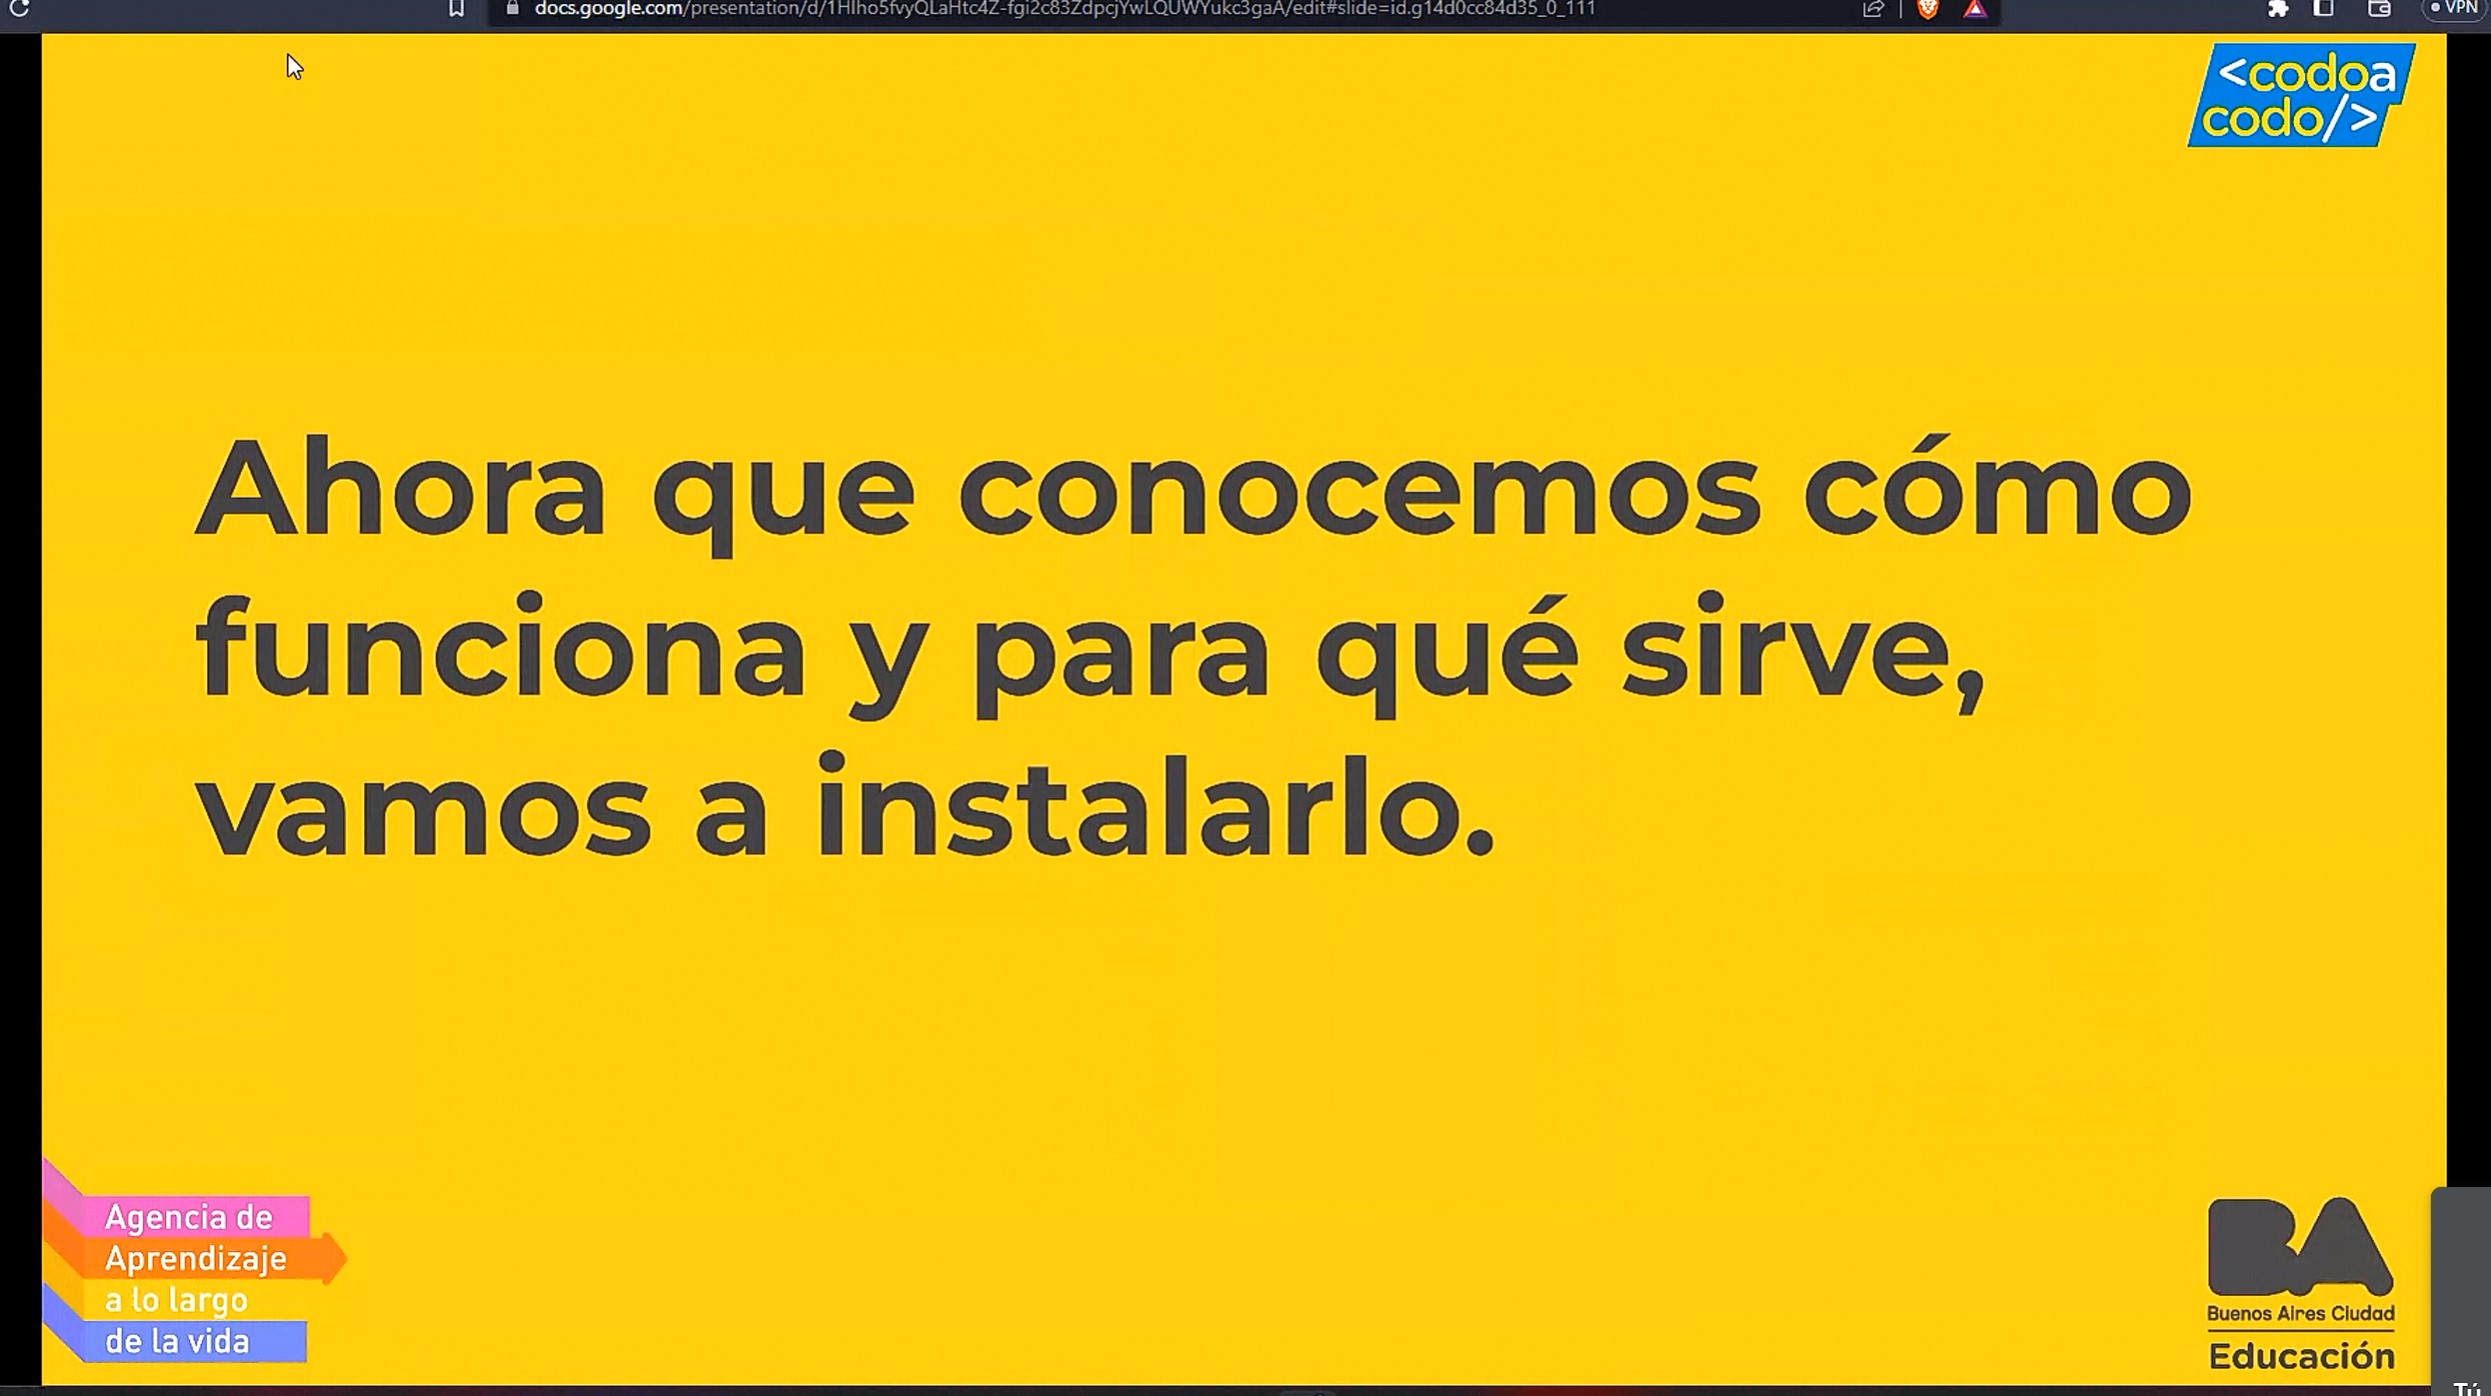 docs.google.com/presentation/d/1Hlho5fvyQLaHtc4Z-fgi2c83ZdpcjYwLQUWYukc3gaA/edit#slide=id.g14d0cc84d35_0_111
VPN
<codoa
codo/>
Ahora que conocemos cómo
funciona y para qué sirve,
vamos a instalarlo.
Agencia de
Aprendizaje
a lo largo
de la vida
BA
Buenos Aires Ciudad
Educación
Tú